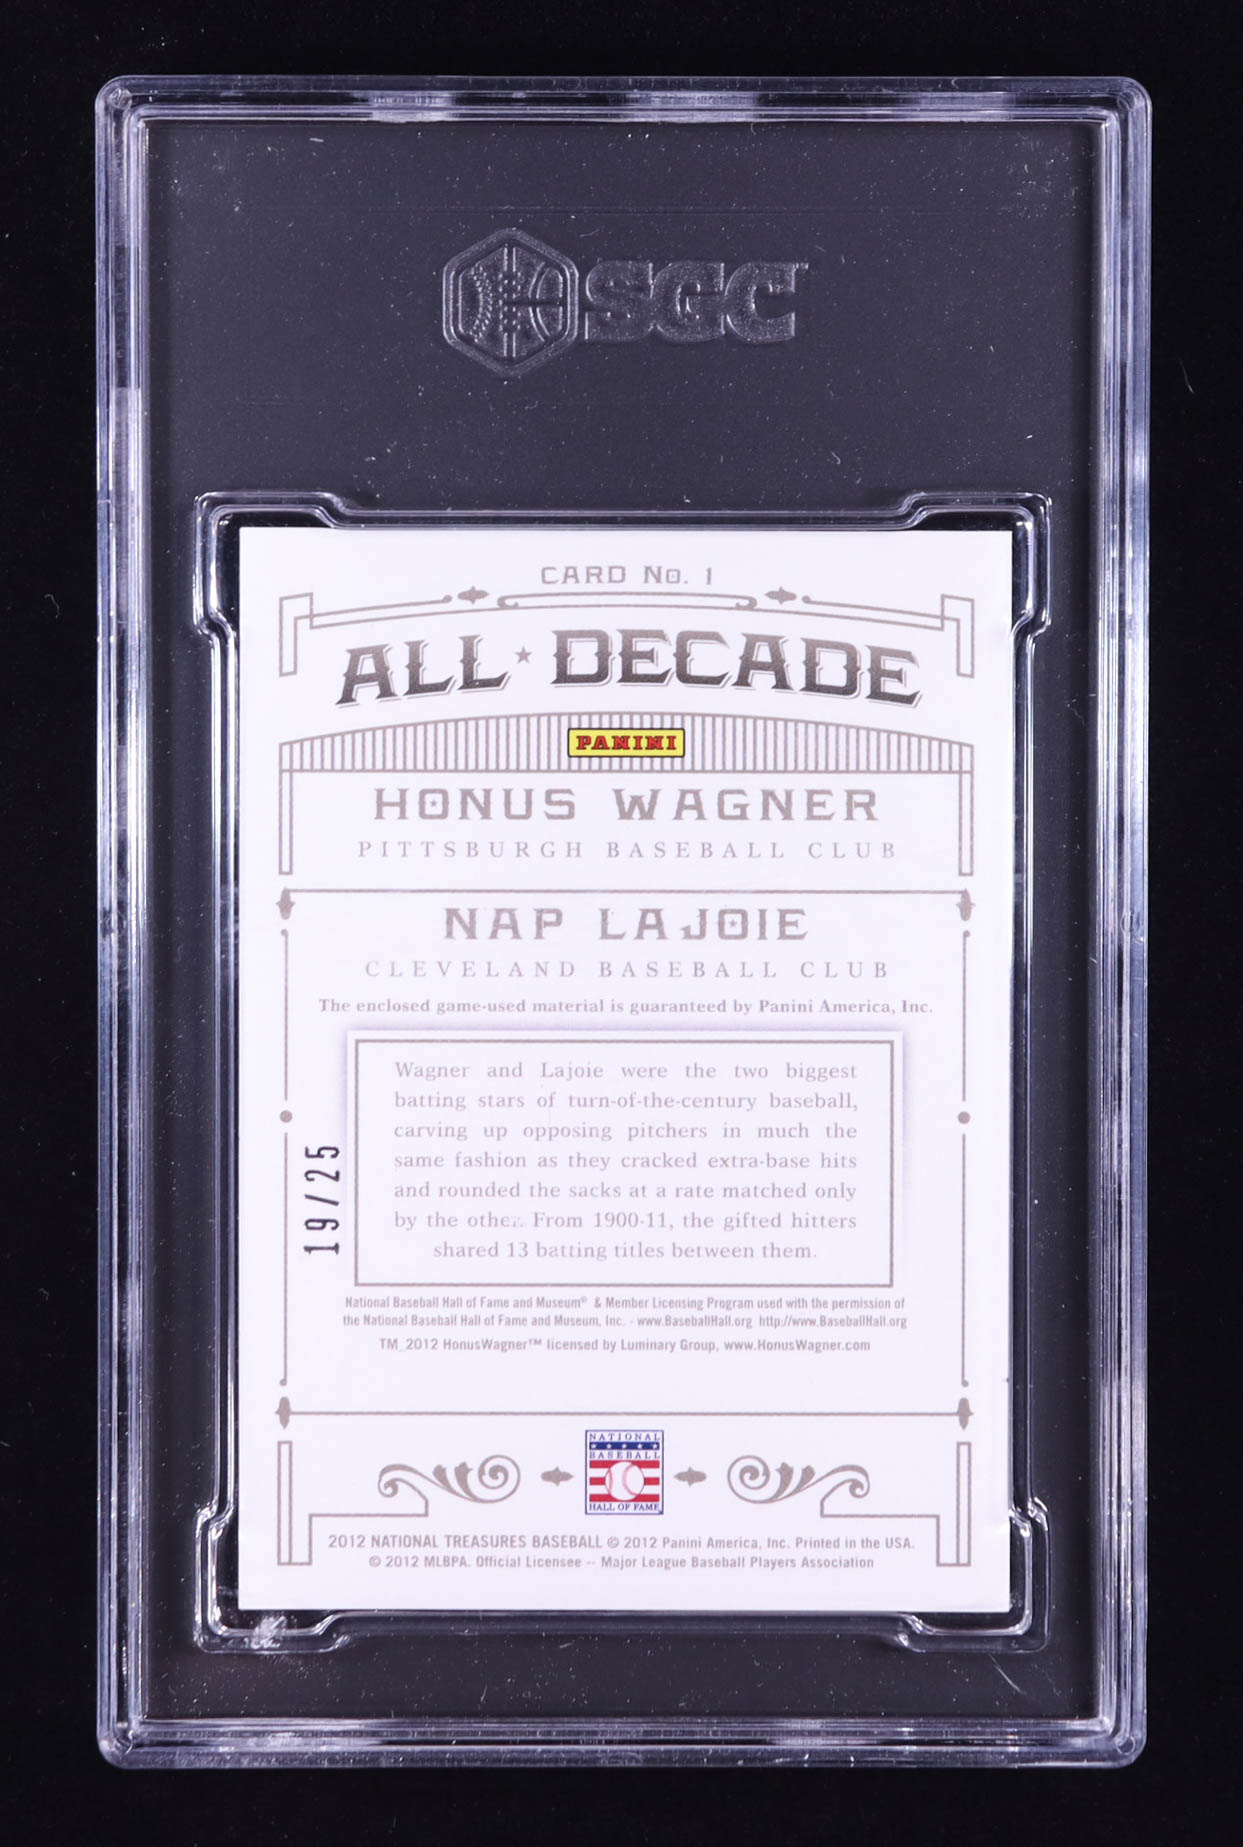 SGC
CARD No. 1
ALL★DECADE
PANINI
HONUS WAGNER
PITTSBURGH BASEBALL CLUB
NAP LAJOIE
CLEVELAND BASEBALL CLUB
The enclosed game-used material is guaranteed by Panini America, Inc.
Wagner and Lajoie were the two biggest
batting stars of turn-of-the-century baseball,
carving up opposing pitchers in much the
same fashion as they cracked extra-base hits
and rounded the sacks at a rate matched only
by the other. From 1900-11, the gifted hitters
shared 13 batting titles between them.
19/25
National Baseball Hall of Fame and Museum® & Member Licensing Program used with the permission of
the National Baseball Hall of Fame and Museum, Inc. - www.BaseballHall.org http://www.BaseballHall.org
TM_2012 HonusWagner™ licensed by Luminary Group, www.HonusWagner.com
NATIONAL
BASEBALL
HALL OF FAME
2012 NATIONAL TREASURES BASEBALL © 2012 Panini America, Inc. Printed in the USA.
© 2012 MLBPA. Official Licensee -- Major League Baseball Players Association